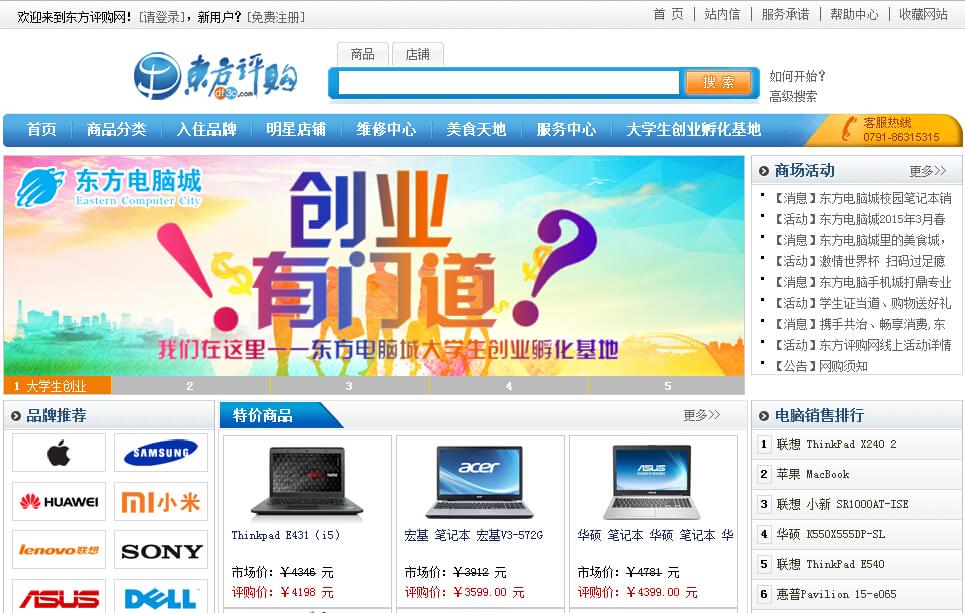 欢迎来到东方评购网！[请登录]，新用户？[免费注册]
首 页 | 站内信 | 服务承诺 | 帮助中心 | 收藏网站
东方评购
df3c.com
商品 店铺
搜 索
如何开始?
高级搜索
首页 商品分类 入住品牌 明星店铺 维修中心 美食天地 服务中心 大学生创业孵化基地
客服热线
0791-86315315
东方电脑城
Eastern Computer City
创业
！有门道？
我们在这里——东方电脑城大学生创业孵化基地
1 大学生创业 2 3 4 5
商场活动 更多>>
【消息】东方电脑城校园笔记本销
【活动】东方电脑城2015年3月春
【消息】东方电脑城里的美食城，
【活动】激情世界杯 扫码过足瘾
【消息】东方电脑手机城打鼎专业
【活动】学生证当道、购物送好礼
【消息】携手共治、畅享消费,东
【活动】东方评购网线上活动详情
【公告】网购须知
品牌推荐
SAMSUNG
HUAWEI
小米
lenovo联想
SONY
ASUS
DELL
特价商品 更多>>
acer
ASUS
Thinkpad E431（i5）
市场价：￥4346 元
评购价：￥4198 元
宏基 笔记本 宏基V3-572G
市场价：￥3912 元
评购价：￥3599.00 元
华硕 笔记本 华硕 笔记本 华
市场价：￥4781 元
评购价：￥4399.00 元
电脑销售排行
1 联想 ThinkPad X240 2
2 苹果 MacBook
3 联想 小新 SR1000AT-ISE
4 华硕 K550X555DP-SL
5 联想 ThinkPad E540
6 惠普Pavilion 15-e065